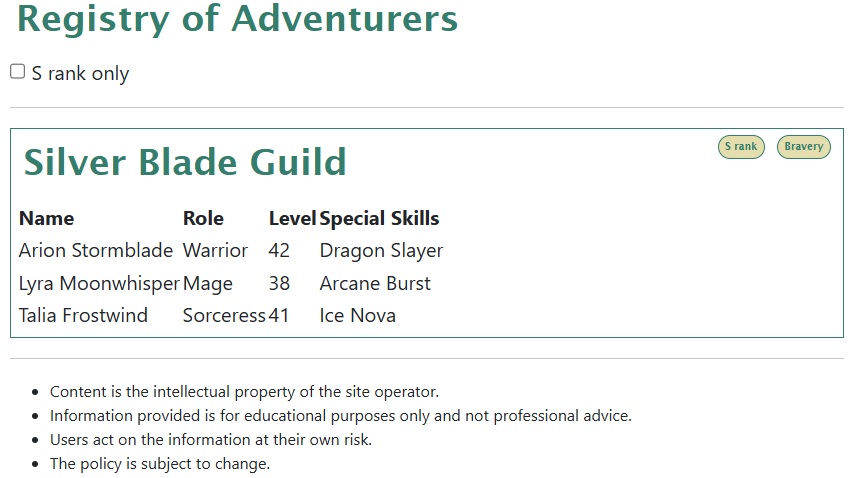 Registry of Adventurers
S rank only
Silver Blade Guild
S rank Bravery
Name Role Level Special Skills
Arion Stormblade Warrior 42 Dragon Slayer
Lyra Moonwhisper Mage 38 Arcane Burst
Talia Frostwind Sorceress 41 Ice Nova
Content is the intellectual property of the site operator.
Information provided is for educational purposes only and not professional advice.
Users act on the information at their own risk.
The policy is subject to change.